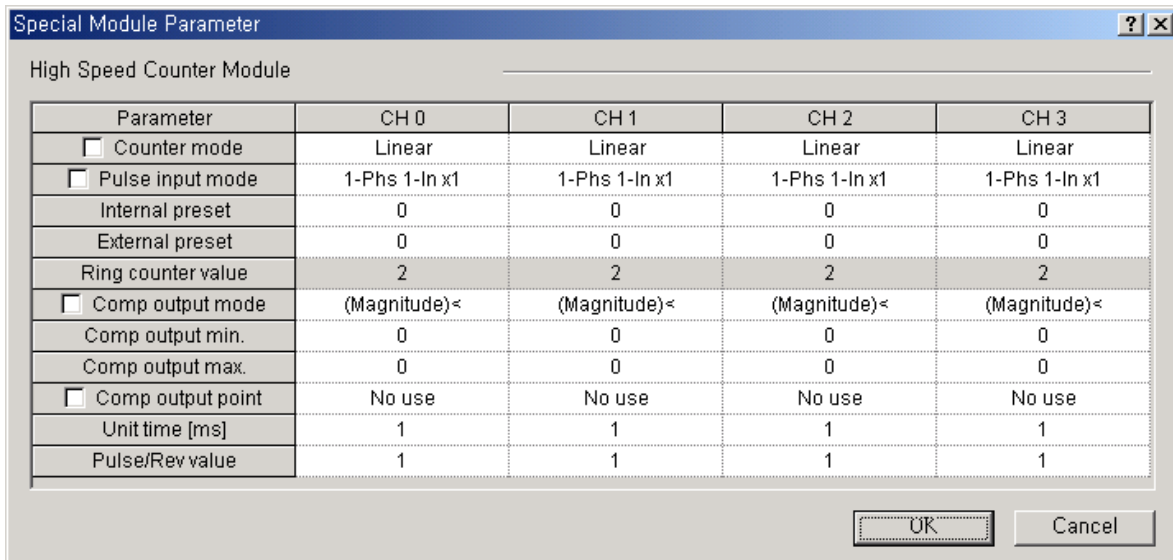 Special Module Parameter
High Speed Counter Module
Parameter CH 0 CH 1 CH 2 CH 3
Counter mode Linear Linear Linear Linear
Pulse input mode 1-Phs 1-In x1 1-Phs 1-In x1 1-Phs 1-In x1 1-Phs 1-In x1
Internal preset 0 0 0 0
External preset 0 0 0 0
Ring counter value 2 2 2 2
Comp output mode (Magnitude)< (Magnitude)< (Magnitude)< (Magnitude)<
Comp output min. 0 0 0 0
Comp output max. 0 0 0 0
Comp output point No use No use No use No use
Unit time [ms] 1 1 1 1
Pulse/Rev value 1 1 1 1
OK Cancel